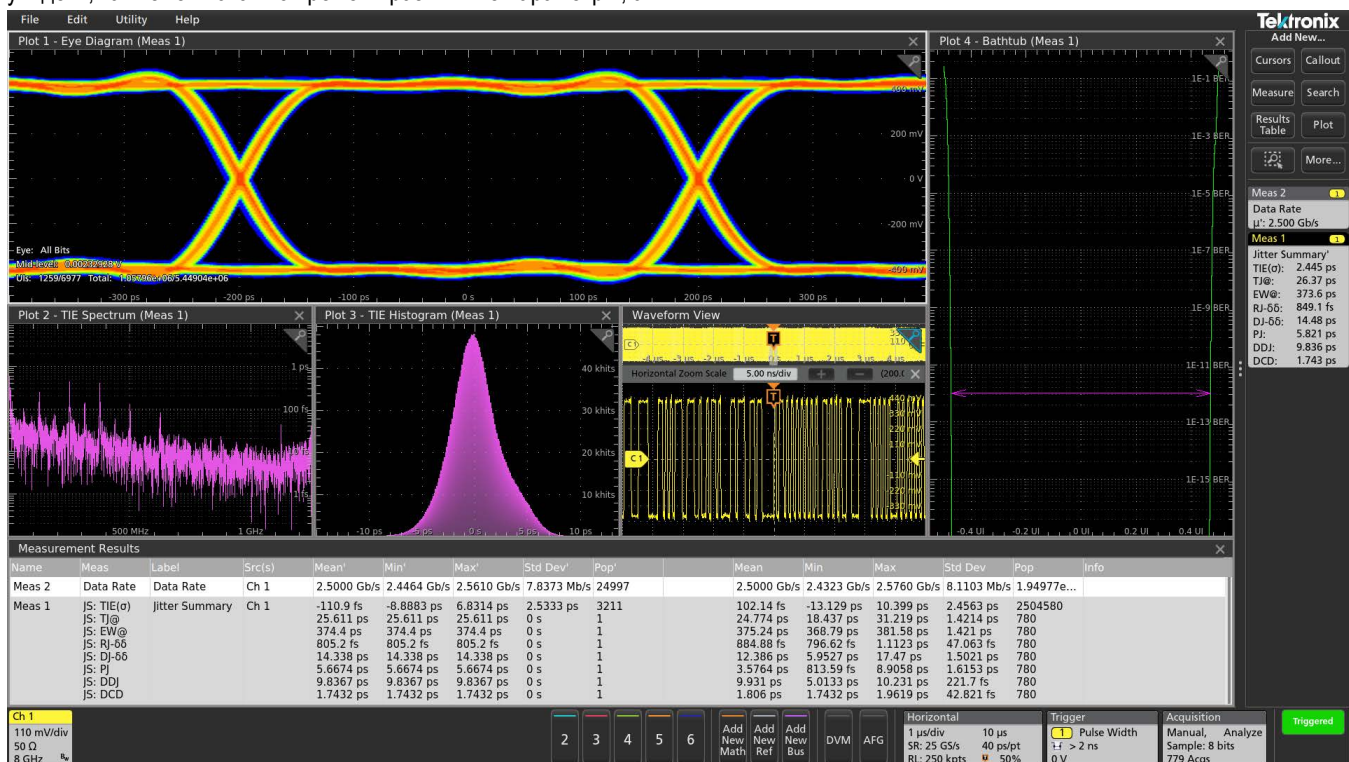 File Edit Utility Help
Tektronix
Add New...
Cursors Callout
Measure Search
Results Table Plot
More...
Plot 1 - Eye Diagram (Meas 1)
200 mV
0 V
-200 mV
-400 mV
Eye: All Bits
-300 ps -200 ps -100 ps 0 s 100 ps 200 ps 300 ps
Plot 4 - Bathtub (Meas 1)
1E-1 BER
1E-3 BER
1E-5 BER
1E-7 BER
1E-9 BER
1E-11 BER
1E-13 BER
1E-15 BER
-0.4 UI -0.2 UI 0 UI 0.2 UI 0.4 UI
Meas 2 1
Data Rate
µ': 2.500 Gb/s
Meas 1 1
Jitter Summary'
TIE(σ): 2.445 ps
TJ@: 26.37 ps
EW@: 373.6 ps
RJ-δδ: 849.1 fs
DJ-δδ: 14.48 ps
PJ: 5.821 ps
DDJ: 9.836 ps
DCD: 1.743 ps
Plot 2 - TIE Spectrum (Meas 1)
1 ps
100 fs
500 MHz 1 GHz
Plot 3 - TIE Histogram (Meas 1)
40 khits
30 khits
20 khits
10 khits
-10 ps -5 ps 0 s 5 ps 10 ps
Waveform View
Horizontal Zoom Scale 5.00 ns/div
C1
Measurement Results
Name Meas Label Src(s) Mean' Min' Max' Std Dev' Pop' Mean Min Max Std Dev Pop Info
Meas 2 Data Rate Data Rate Ch 1 2.5000 Gb/s 2.4464 Gb/s 2.5610 Gb/s 7.8373 Mb/s 24997 2.5000 Gb/s 2.4323 Gb/s 2.5760 Gb/s 8.1103 Mb/s 1.94977e...
Meas 1 JS: TIE(σ) Jitter Summary Ch 1 -110.9 fs -8.8883 ps 6.8314 ps 2.5333 ps 3211 102.14 fs -13.129 ps 10.399 ps 2.4563 ps 2504580
JS: TJ@ 25.611 ps 25.611 ps 25.611 ps 0 s 1 24.774 ps 18.437 ps 31.219 ps 1.4214 ps 780
JS: EW@ 374.4 ps 374.4 ps 374.4 ps 0 s 1 375.24 ps 368.79 ps 381.58 ps 1.421 ps 780
JS: RJ-δδ 805.2 fs 805.2 fs 805.2 fs 0 s 1 884.88 fs 796.62 fs 1.1123 ps 47.063 fs 780
JS: DJ-δδ 14.338 ps 14.338 ps 14.338 ps 0 s 1 12.386 ps 5.9527 ps 17.47 ps 1.5021 ps 780
JS: PJ 5.6674 ps 5.6674 ps 5.6674 ps 0 s 1 3.5764 ps 813.59 fs 8.9058 ps 1.6153 ps 780
JS: DDJ 9.8367 ps 9.8367 ps 9.8367 ps 0 s 1 9.931 ps 5.0133 ps 10.231 ps 221.7 fs 780
JS: DCD 1.7432 ps 1.7432 ps 1.7432 ps 0 s 1 1.806 ps 1.7432 ps 1.9619 ps 42.821 fs 780
Ch 1
110 mV/div
50 Ω
8 GHz
2 3 4 5 6
Add New Math
Add New Ref
Add New Bus
DVM AFG
Horizontal
1 µs/div 10 µs
SR: 25 GS/s 40 ps/pt
RL: 250 kpts 50%
Trigger
1 Pulse Width
> 2 ns
0 V
Acquisition
Manual, Analyze
Sample: 8 bits
779 Acqs
Triggered